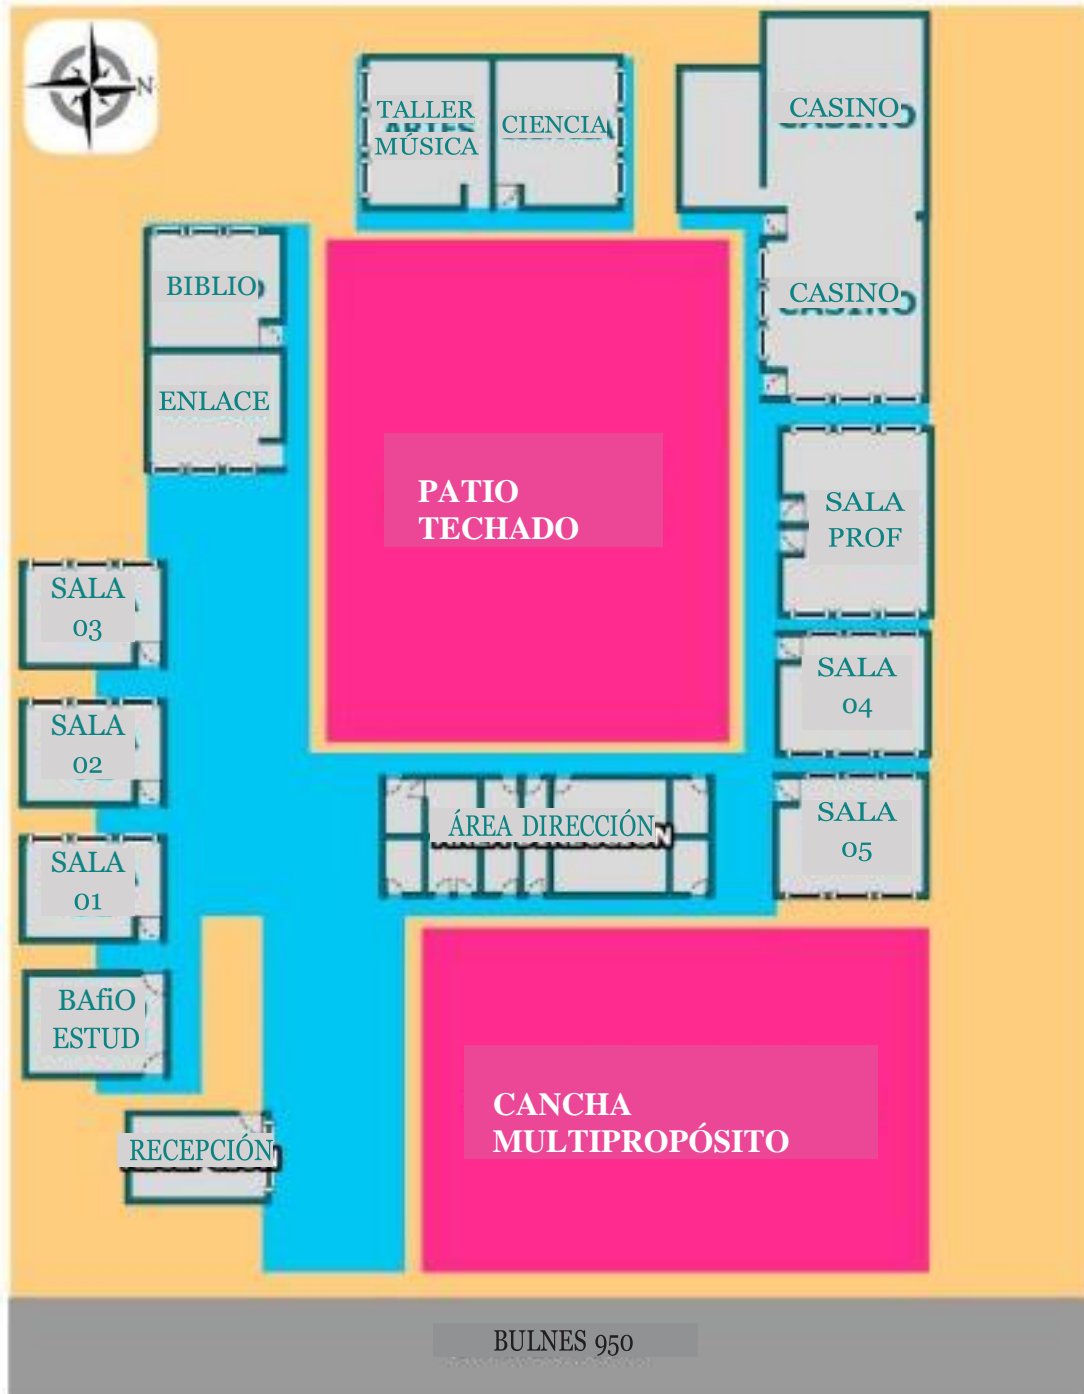 N
TALLER
MÚSICA
CIENCIA
CASINO
BIBLIO
CASINO
ENLACE
PATIO
TECHADO
SALA
PROF
SALA
03
SALA
04
SALA
02
SALA
05
ÁREA DIRECCIÓN
SALA
01
BAfiO
ESTUD
CANCHA
MULTIPROPÓSITO
RECEPCIÓN
BULNES 950